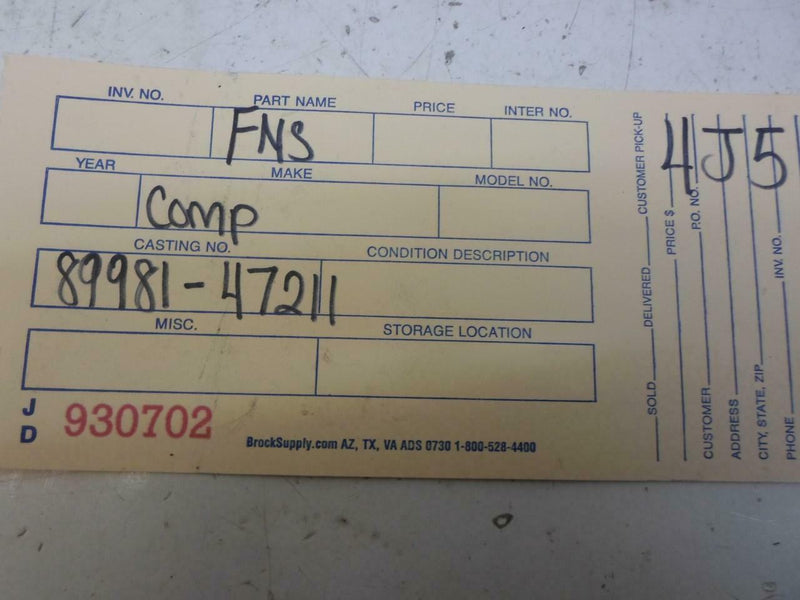 INV. NO. PART NAME PRICE INTER NO.
FNS
YEAR MAKE MODEL NO.
Comp
CASTING NO. CONDITION DESCRIPTION
89981-47211
MISC. STORAGE LOCATION
J D 930702
BrockSupply.com AZ, TX, VA ADS 0730 1-800-528-4400
SOLD DELIVERED CUSTOMER PICK-UP
PRICE $
CUSTOMER P.O. NO.
ADDRESS
CITY, STATE, ZIP
PHONE INV. NO.
4J5